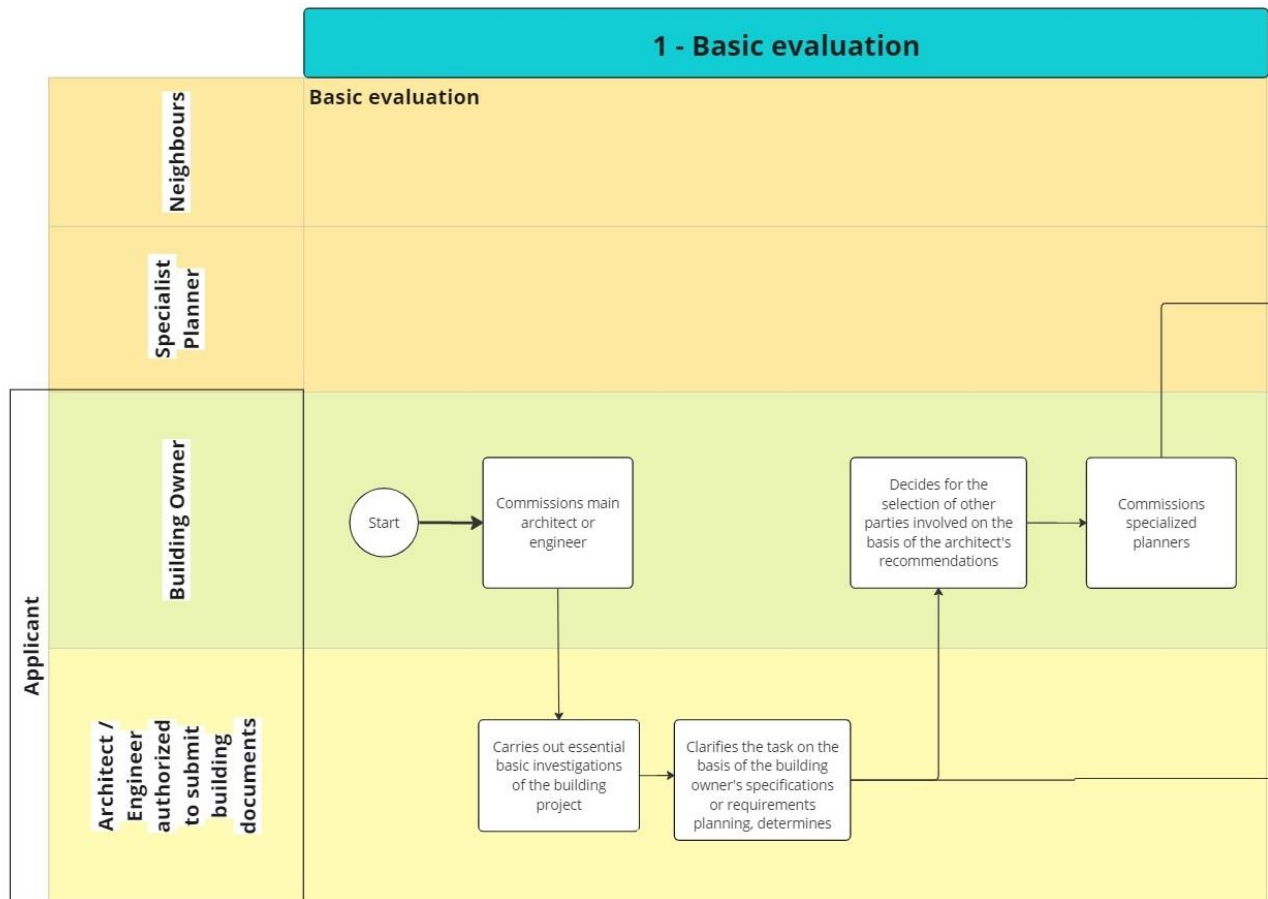 1 - Basic evaluation
Basic evaluation
Neighbours
Specialist
Planner
Applicant
Building Owner
Start
Commissions main
architect or
engineer
Decides for the
selection of other
parties involved on the
basis of the architect's
recommendations
Commissions
specialized
planners
Architect /
Engineer
authorized
to submit
building
documents
Carries out essential
basic investigations
of the building
project
Clarifies the task on the
basis of the building
owner's specifications
or requirements
planning, determines